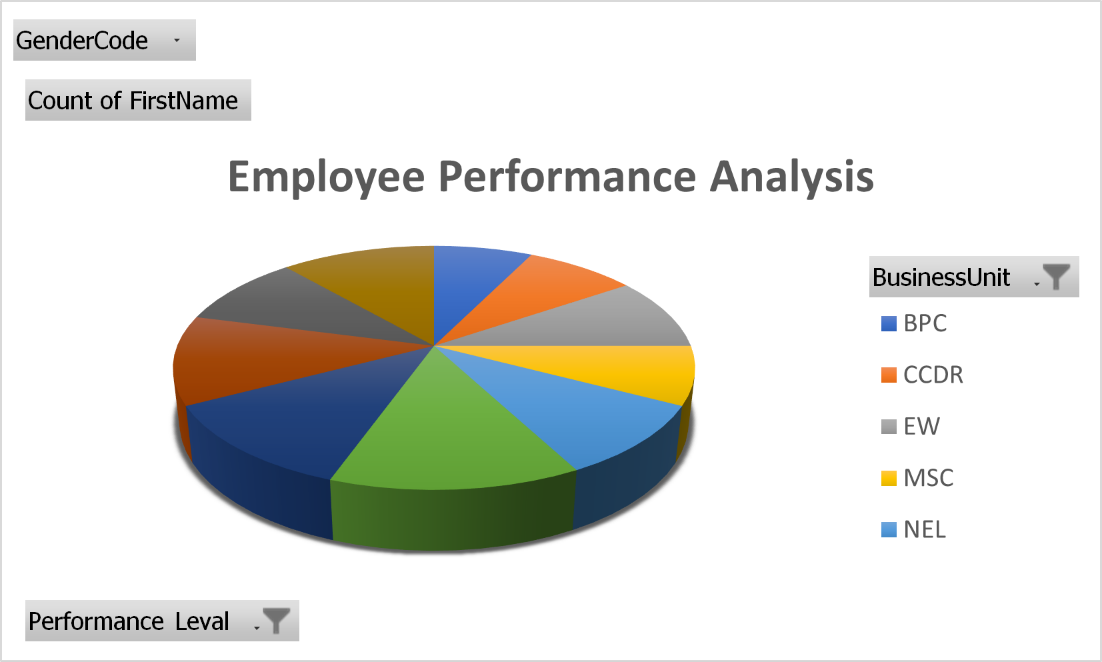 GenderCode
Count of FirstName
Employee Performance Analysis
BusinessUnit
BPC
CCDR
EW
MSC
NEL
Performance Leval